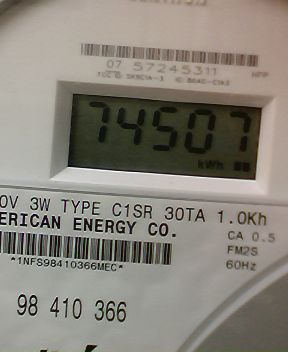 07 57245311
74507
kWh
0V 3W TYPE C1SR 30TA 1.0Kh
ERICAN ENERGY CO.
CA 0.5
FM2S
60Hz
*1NFS98410366MEC*
98 410 366